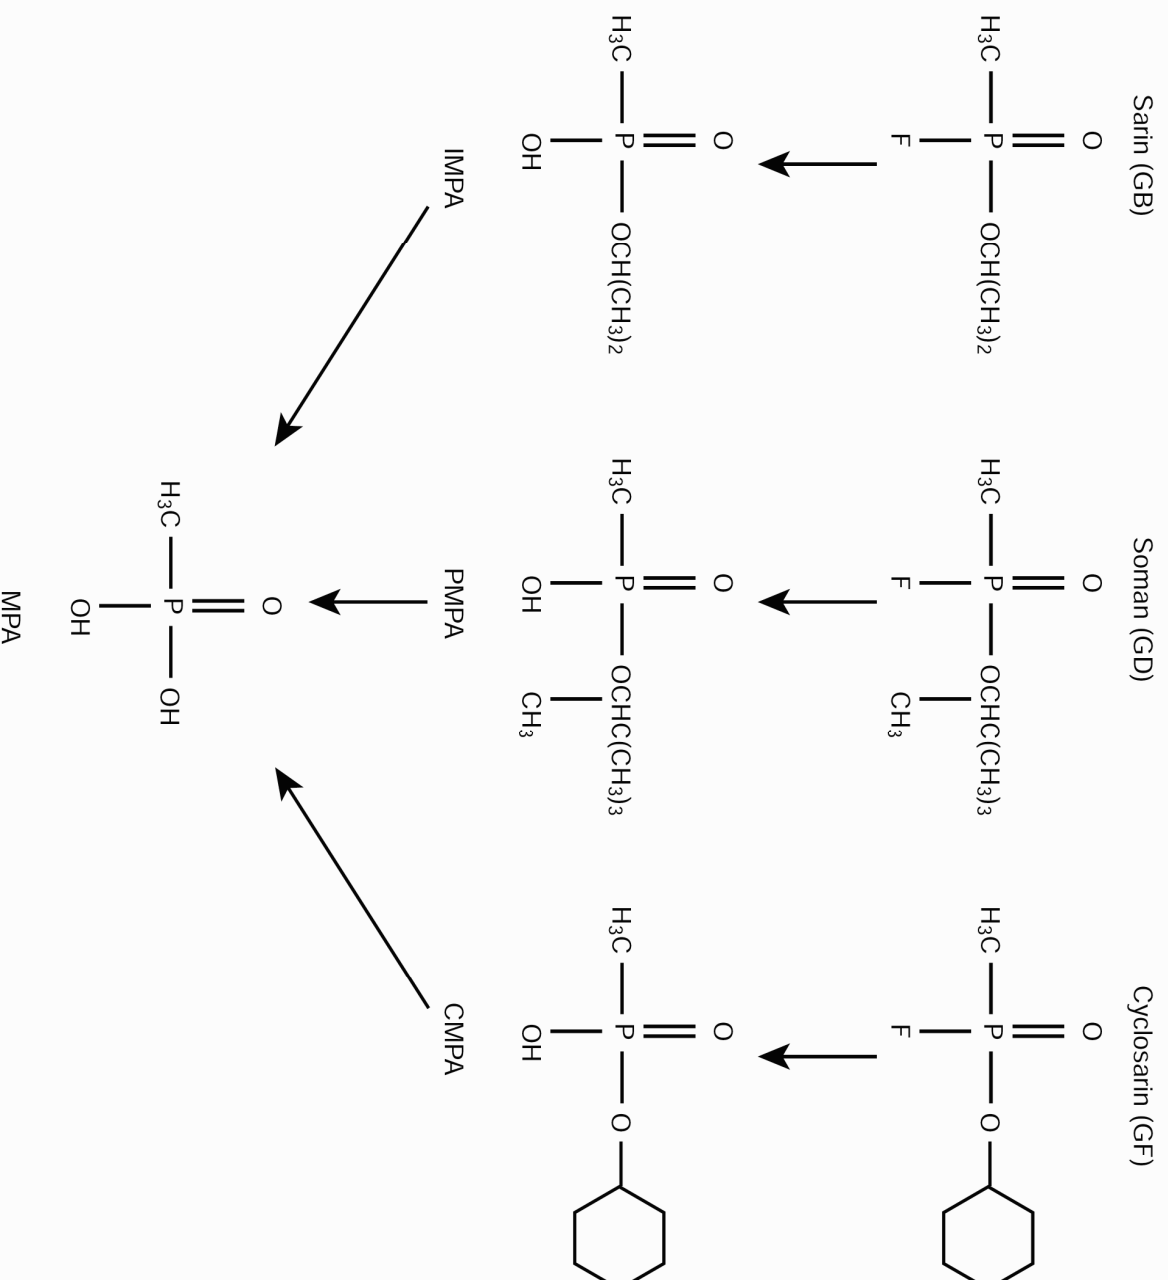 Sarin (GB)
Soman (GD)
Cyclosarin (GF)
O
O
O
H₃C P OCH(CH₃)₂
H₃C P OCHC(CH₃)₃
H₃C P O
F
F CH₃
F
O
O
O
H₃C P OCH(CH₃)₂
H₃C P OCHC(CH₃)₃
H₃C P O
OH
OH CH₃
OH
IMPA
PMPA
CMPA
O
H₃C P OH
OH
MPA